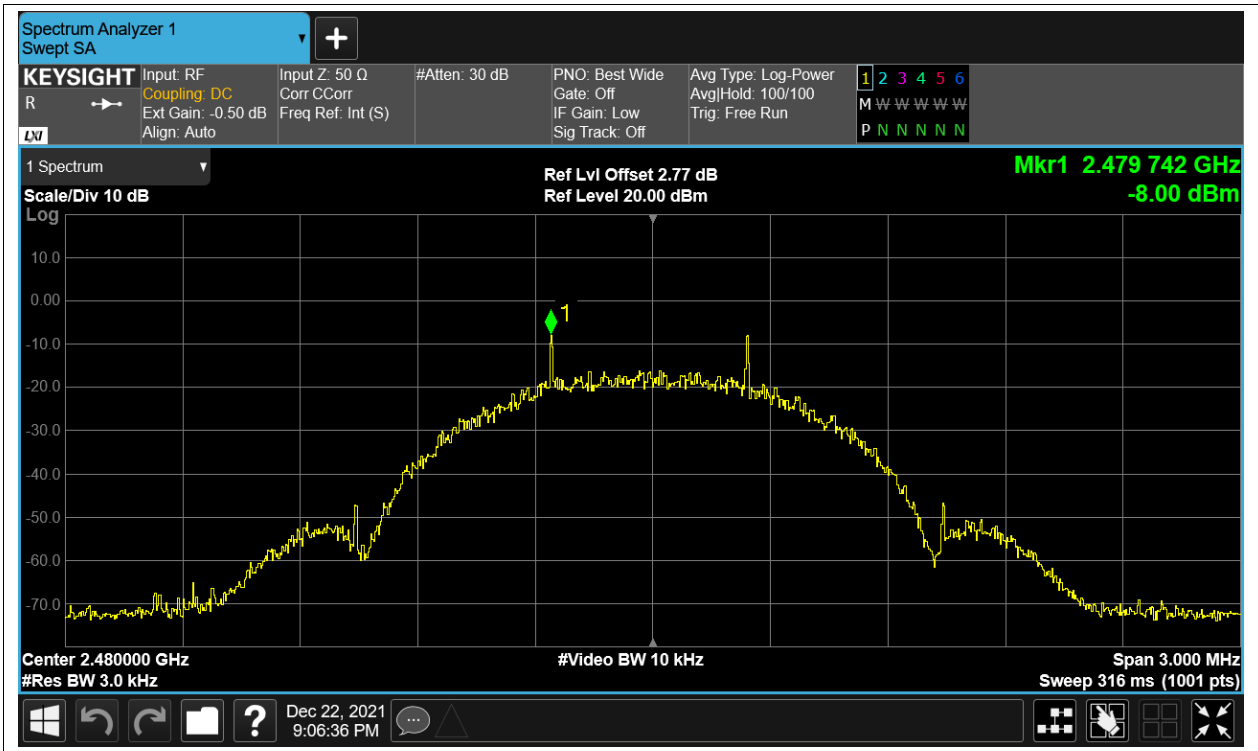 Spectrum Analyzer 1
Swept SA
+
KEYSIGHT
R
LXI
Input: RF
Coupling: DC
Ext Gain: -0.50 dB
Align: Auto
Input Z: 50 Ω
Corr CCorr
Freq Ref: Int (S)
#Atten: 30 dB
PNO: Best Wide
Gate: Off
IF Gain: Low
Sig Track: Off
Avg Type: Log-Power
Avg|Hold: 100/100
Trig: Free Run
1 2 3 4 5 6
M W W W W W W
P N N N N N N
1 Spectrum
Scale/Div 10 dB
Log
Ref Lvl Offset 2.77 dB
Ref Level 20.00 dBm
Mkr1 2.479 742 GHz
-8.00 dBm
10.0
0.00
1
-10.0
-20.0
-30.0
-40.0
-50.0
-60.0
-70.0
Center 2.480000 GHz
#Res BW 3.0 kHz
#Video BW 10 kHz
Span 3.000 MHz
Sweep 316 ms (1001 pts)
?
Dec 22, 2021
9:06:36 PM